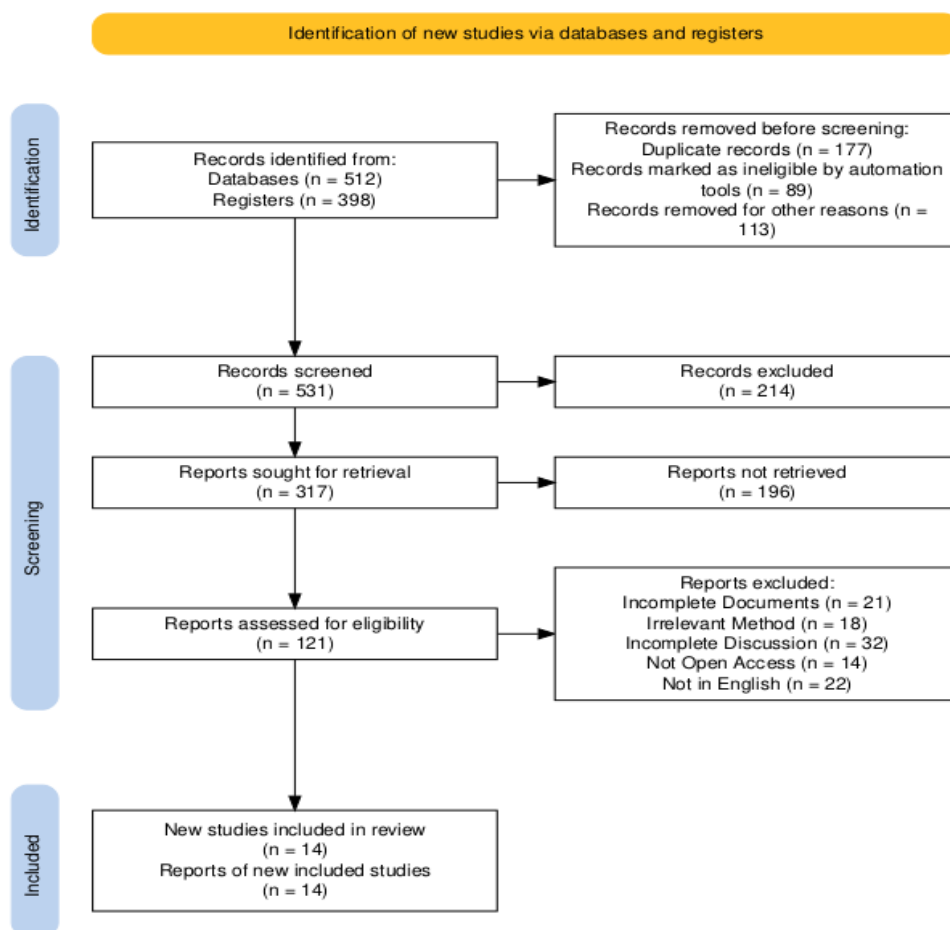 Identification of new studies via databases and registers
Identification
Records identified from:
Databases (n = 512)
Registers (n = 398)
Records removed before screening:
Duplicate records (n = 177)
Records marked as ineligible by automation
tools (n = 89)
Records removed for other reasons (n =
113)
Screening
Records screened
(n = 531)
Records excluded
(n = 214)
Reports sought for retrieval
(n = 317)
Reports not retrieved
(n = 196)
Reports assessed for eligibility
(n = 121)
Reports excluded:
Incomplete Documents (n = 21)
Irrelevant Method (n = 18)
Incomplete Discussion (n = 32)
Not Open Access (n = 14)
Not in English (n = 22)
Included
New studies included in review
(n = 14)
Reports of new included studies
(n = 14)